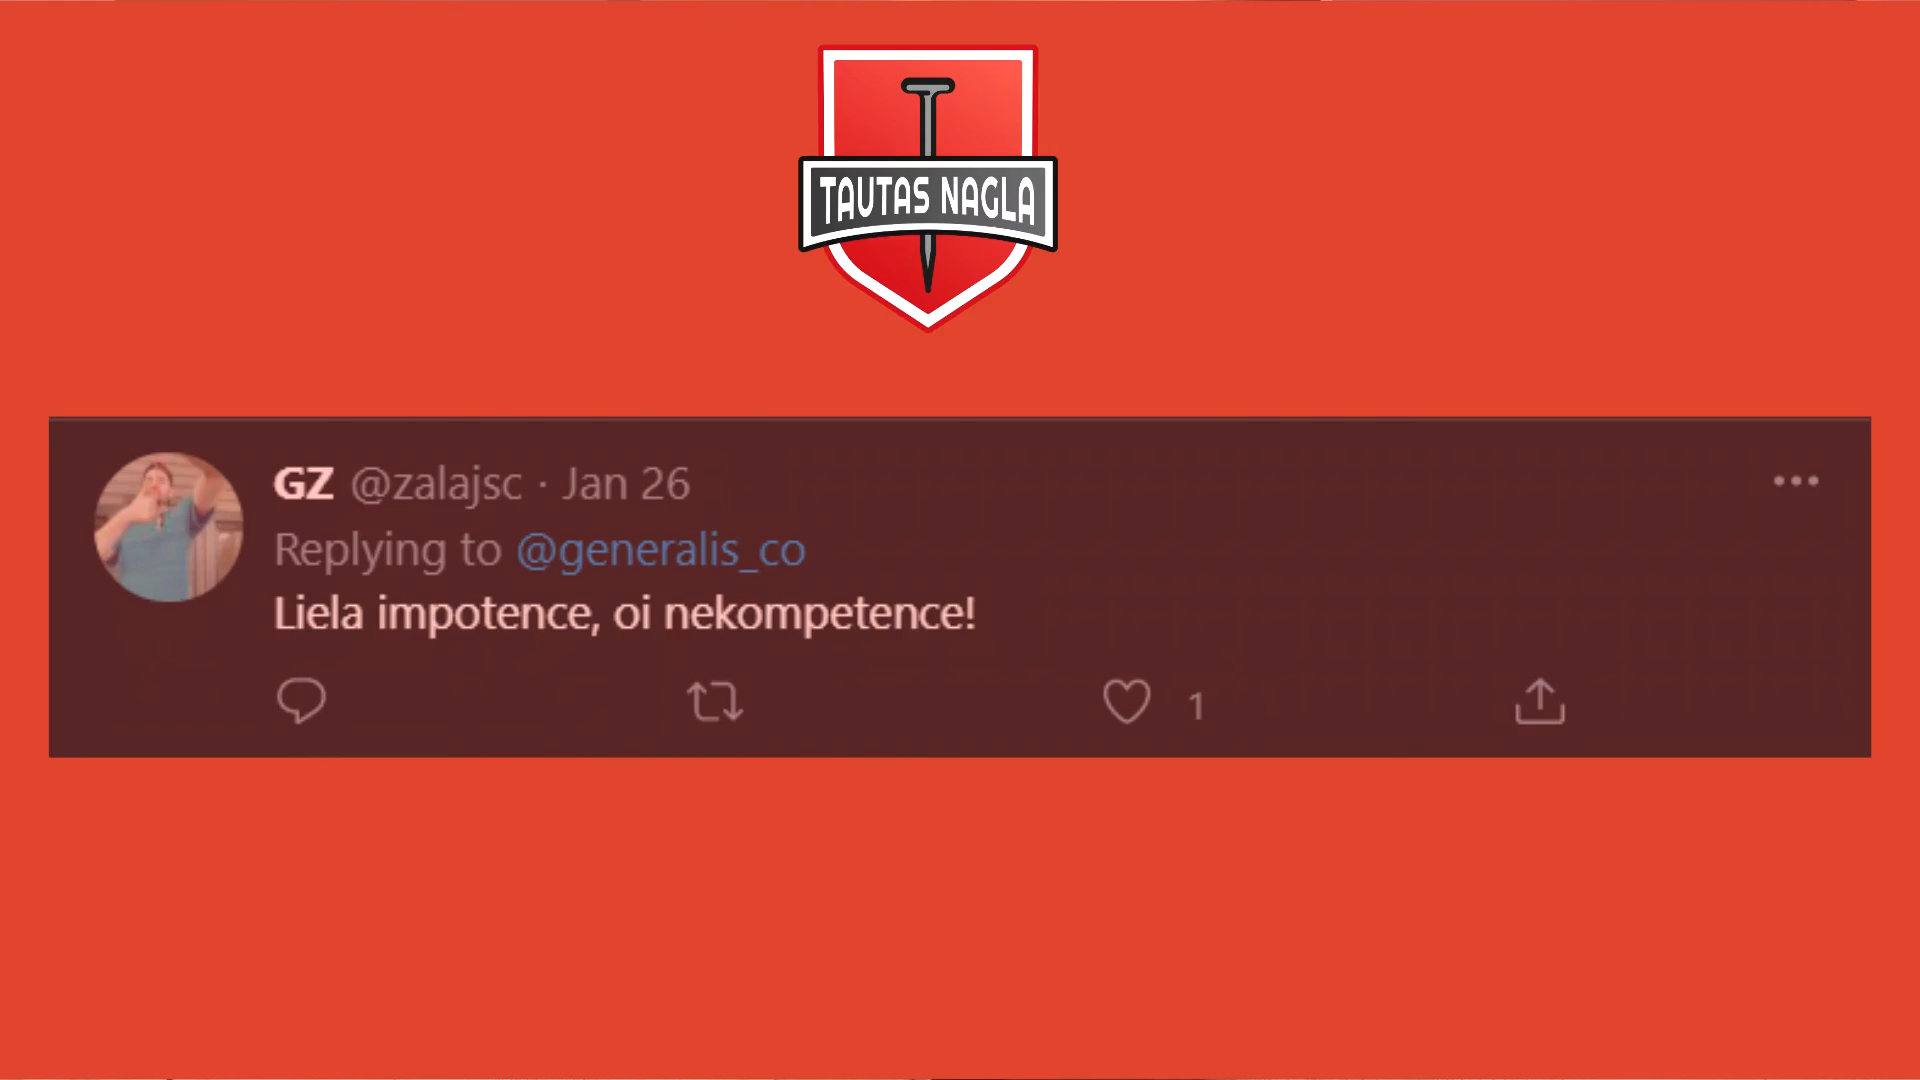 TAUTAS NAGLA
GZ @zalajsc · Jan 26
Replying to @generalis_co
Liela impotence, oi nekompetence!
1